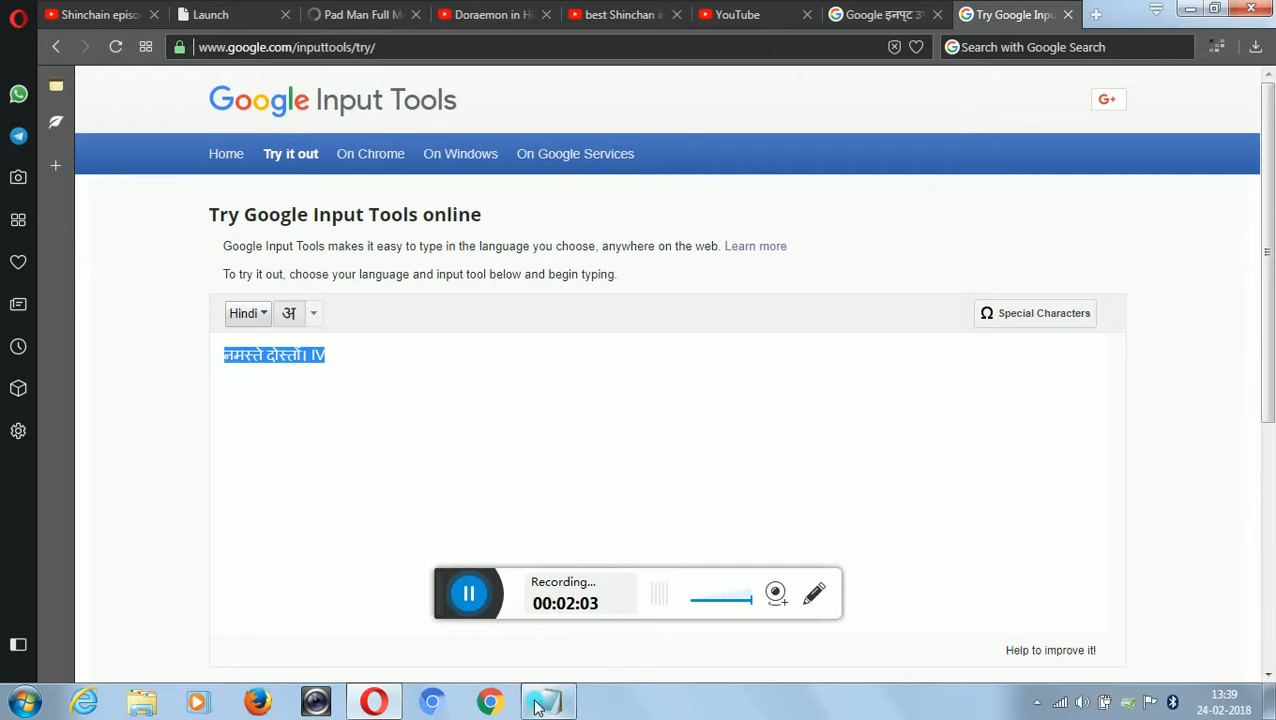 Shinchain episo
Launch
Pad Man Full M
Doraemon in Hi
best Shinchan i
YouTube
Google इनपुट उ
Try Google Inpu
www.google.com/inputtools/try/
Search with Google Search
Google Input Tools
G+
Home
Try it out
On Chrome
On Windows
On Google Services
Try Google Input Tools online
Google Input Tools makes it easy to type in the language you choose, anywhere on the web. Learn more
To try it out, choose your language and input tool below and begin typing.
Hindi
अ
Ω Special Characters
नमस्ते दोस्तों। IV
Recording...
00:02:03
Help to improve it!
13:39
24-02-2018